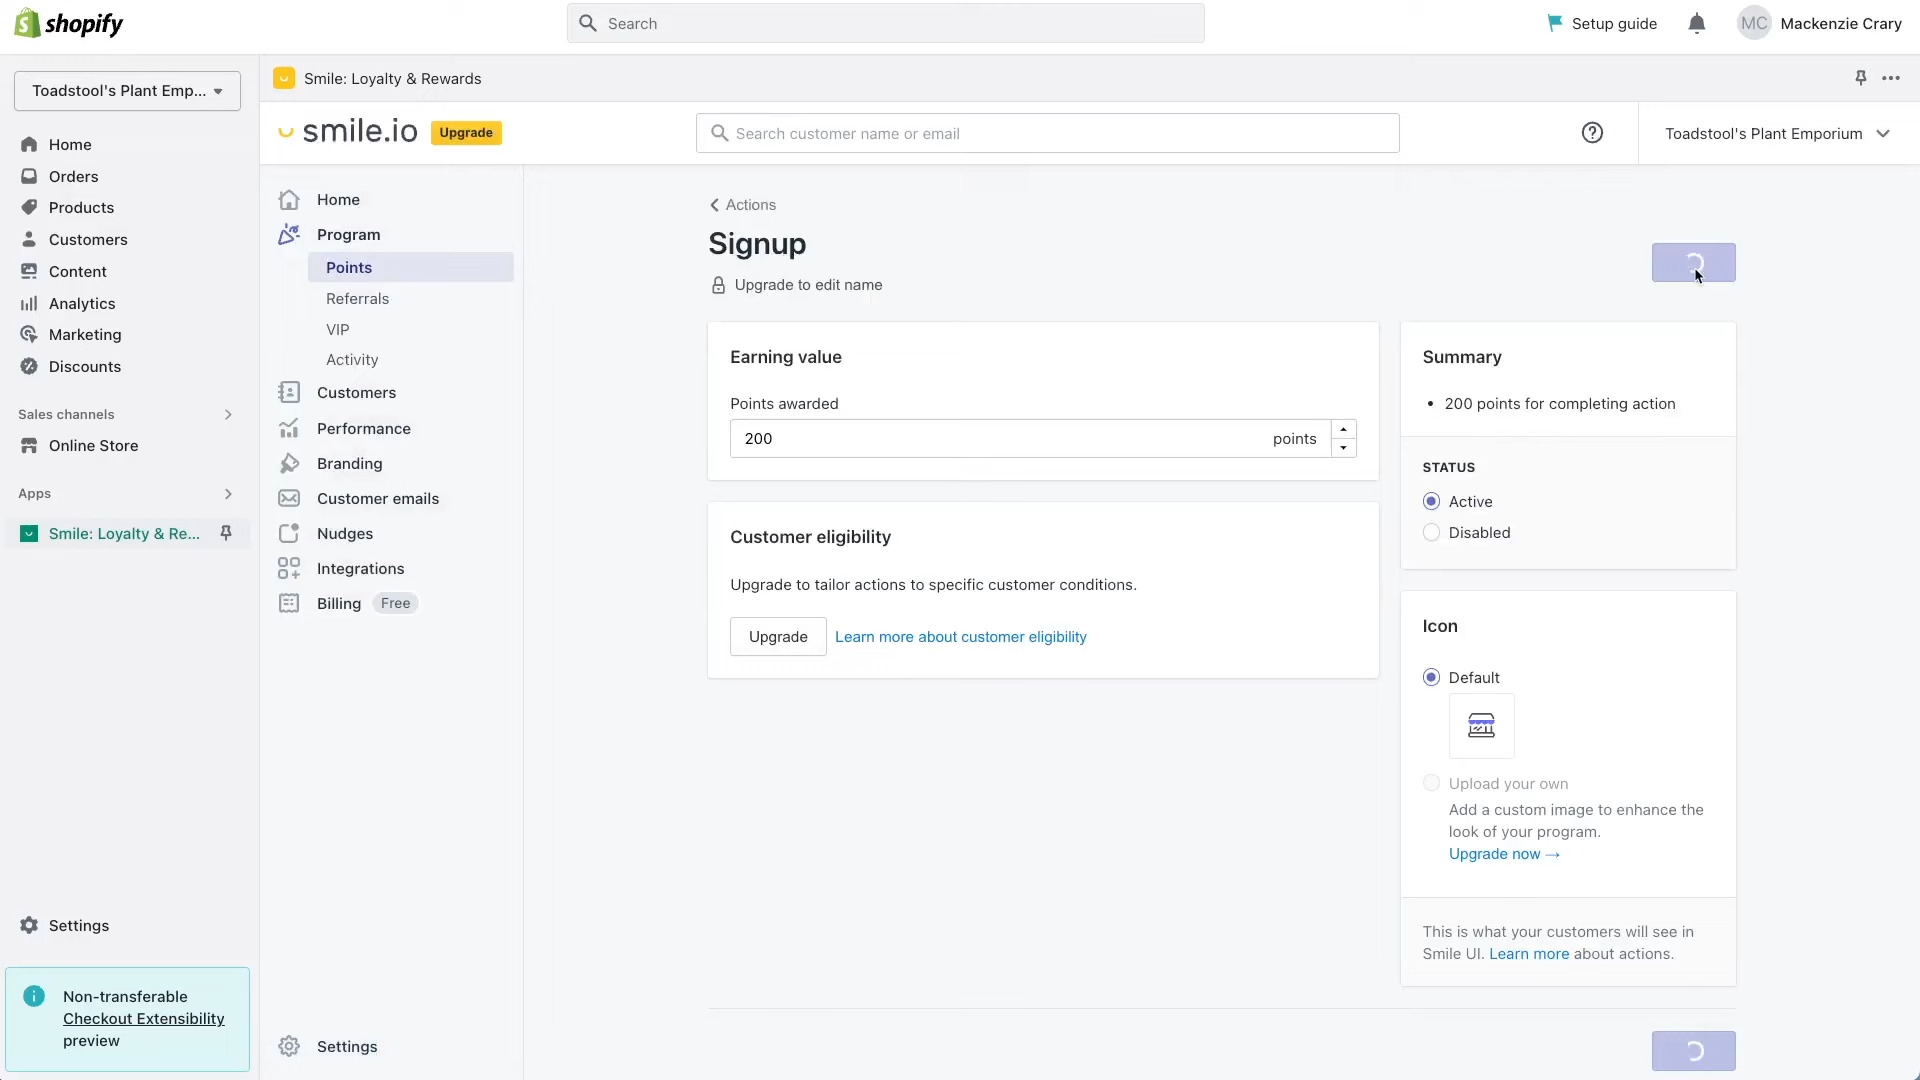 shopify
Search
Setup guide
MC
Mackenzie Crary
Toadstool's Plant Emp...
Home
Orders
Products
Customers
Content
Analytics
Marketing
Discounts
Sales channels
Online Store
Apps
Smile: Loyalty & Re...
Settings
Non-transferable
Checkout Extensibility
preview
Smile: Loyalty & Rewards
smile.io
Upgrade
Search customer name or email
Toadstool's Plant Emporium
Home
Program
Points
Referrals
VIP
Activity
Customers
Performance
Branding
Customer emails
Nudges
Integrations
Billing Free
Settings
Actions
Signup
Upgrade to edit name
Earning value
Points awarded
200 points
Customer eligibility
Upgrade to tailor actions to specific customer conditions.
Upgrade
Learn more about customer eligibility
Summary
• 200 points for completing action
STATUS
Active
Disabled
Icon
Default
Upload your own
Add a custom image to enhance the
look of your program.
Upgrade now →
This is what your customers will see in
Smile UI. Learn more about actions.